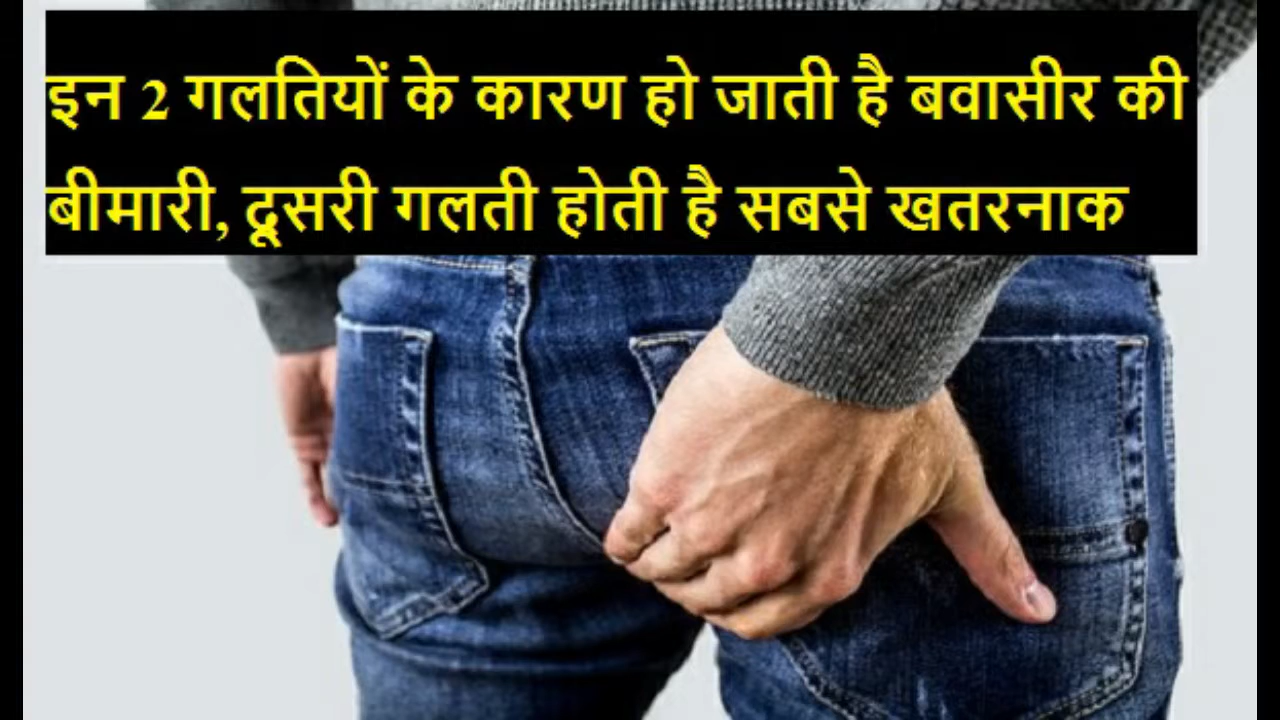 इन 2 गलतियों के कारण हो जाती है बवासीर की
बीमारी, दूसरी गलती होती है सबसे खतरनाक